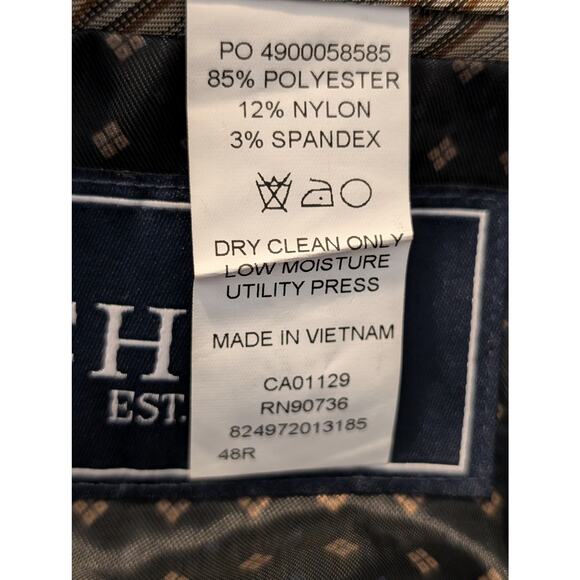 PO 4900058585
85% POLYESTER
12% NYLON
3% SPANDEX
DRY CLEAN ONLY
LOW MOISTURE
UTILITY PRESS
MADE IN VIETNAM
CA01129
RN90736
824972013185
48R
H
EST.